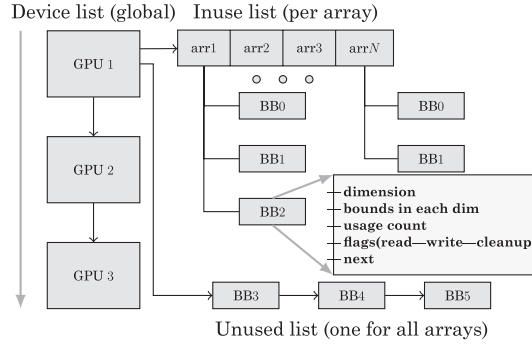 Device list (global)
Inuse list (per array)
GPU 1
arr1
arr2
arr3
arrN
BB0
BB0
GPU 2
BB1
BB1
BB2
dimension
bounds in each dim
usage count
flags(read—write—cleanup
next
GPU 3
BB3
BB4
BB5
Unused list (one for all arrays)